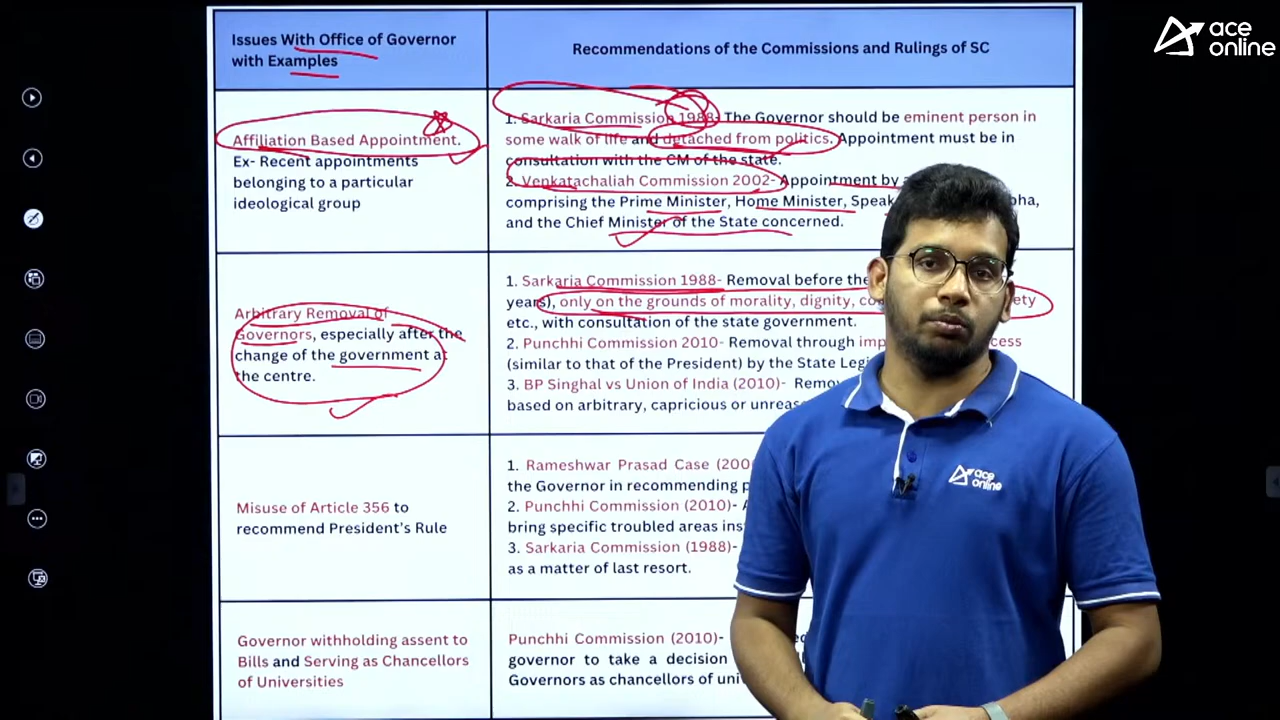 ace
online
Issues With Office of Governor
with Examples
Recommendations of the Commissions and Rulings of SC
Affiliation Based Appointment.
Ex- Recent appointments
belonging to a particular
ideological group
1. Sarkaria Commission 1988- The Governor should be eminent person in
some walk of life and detached from politics. Appointment must be in
consultation with the CM of the state.
2. Venkatachaliah Commission 2002- Appointment by
comprising the Prime Minister, Home Minister,
and the Chief Minister of the State concerned.
Arbitrary Removal of
Governors, especially after the
change of the government at
the centre.
1. Sarkaria Commission 1988- Removal before the
years), only on the grounds of morality, dignity,
etc., with consultation of the state government.
2. Punchhi Commission 2010- Removal through
(similar to that of the President) by the State
3. BP Singhal vs Union of India (2010)-
based on arbitrary, capricious or
Misuse of Article 356 to
recommend President's Rule
1. Rameshwar Prasad Case
the Governor in recommending
2. Punchhi Commission (2010)-
bring specific troubled areas
3. Sarkaria Commission (1988)-
as a matter of last resort.
Governor withholding assent to
Bills and Serving as Chancellors
of Universities
Punchhi Commission (2010)-
governor to take a decision
Governors as chancellors of
ace
online